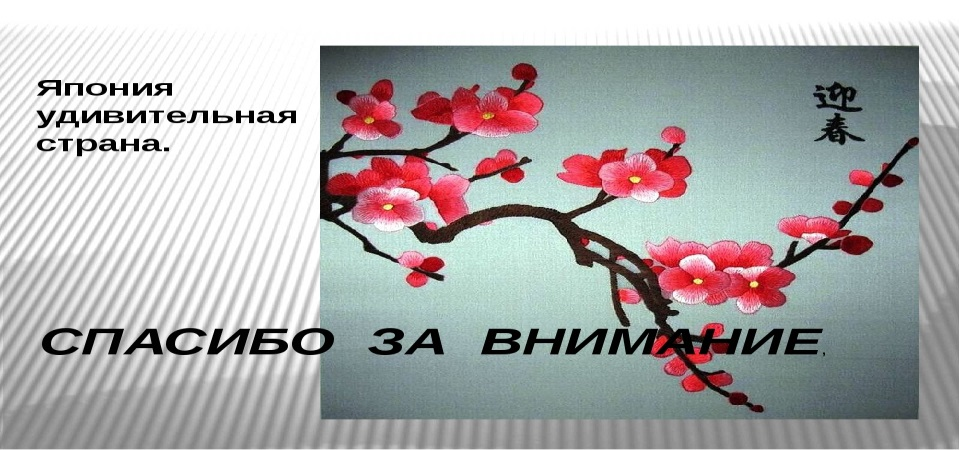 Япония
удивительная
страна.
迎
春
СПАСИБО ЗА ВНИМАНИЕ,